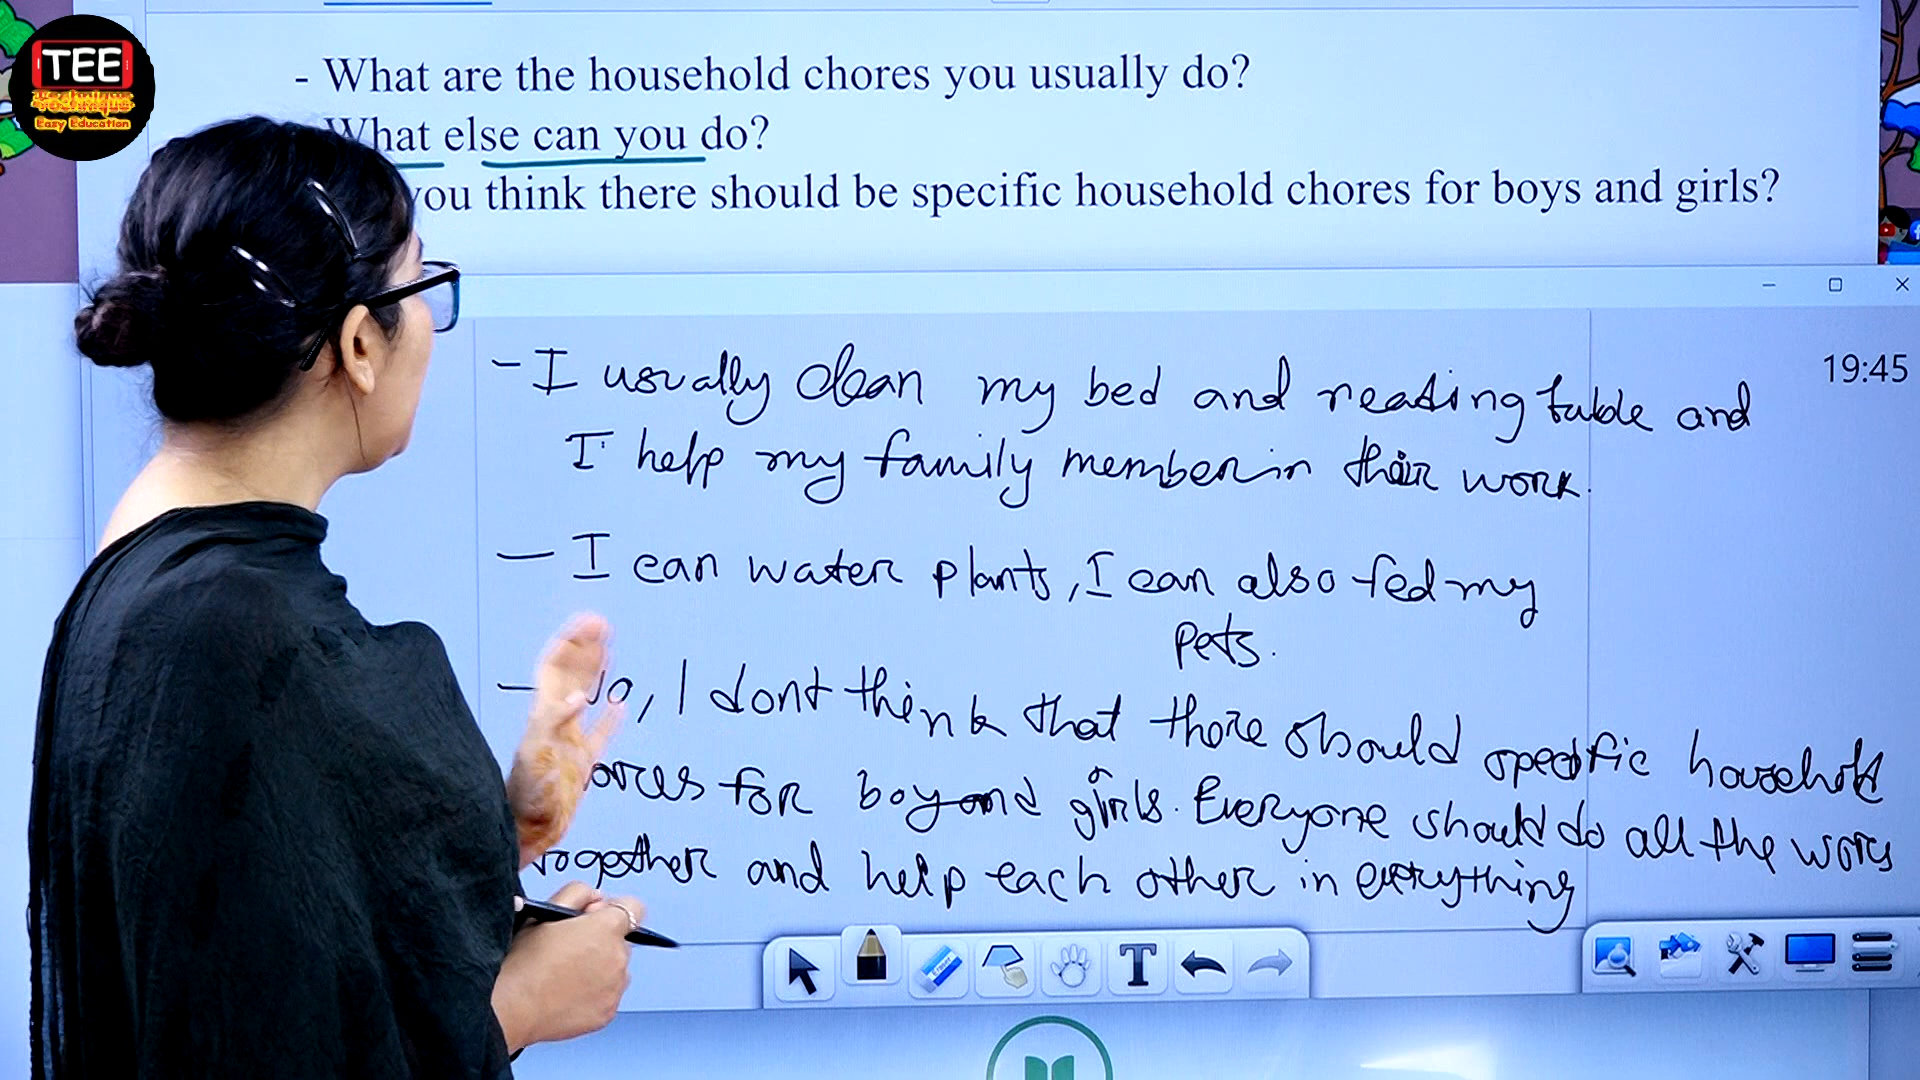 TEE
Technique
Easy Education
- What are the household chores you usually do?
What else can you do?
you think there should be specific household chores for boys and girls?
19:45
- I usually clean my bed and reading table and
I help my family member in their work.
- I can water plants, I can also fed my
pets.
- No, I dont think that there should specific household
for boy and girls. Everyone should do all the works
together and help each other in everything
Eraser
T